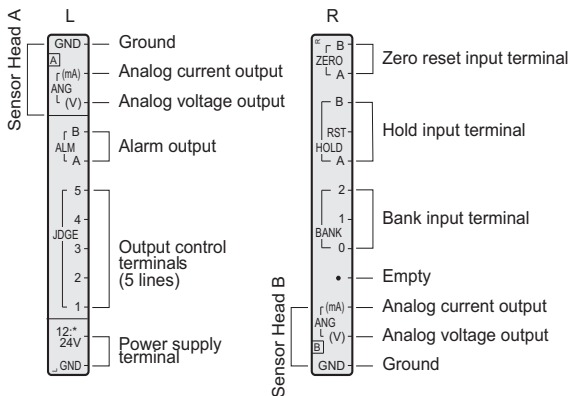 L
Sensor Head A
GND
Ground
A
(mA)
Analog current output
ANG
(V)
Analog voltage output
B
ALM
A
Alarm output
5
4
JDGE
3
2
1
Output control
terminals
(5 lines)
12:*
24V
GND
Power supply
terminal
R
R
B
ZERO
A
Zero reset input terminal
B
RST
HOLD
A
Hold input terminal
2
1
BANK
0
Bank input terminal
Empty
Sensor Head B
(mA)
Analog current output
ANG
(V)
Analog voltage output
B
GND
Ground